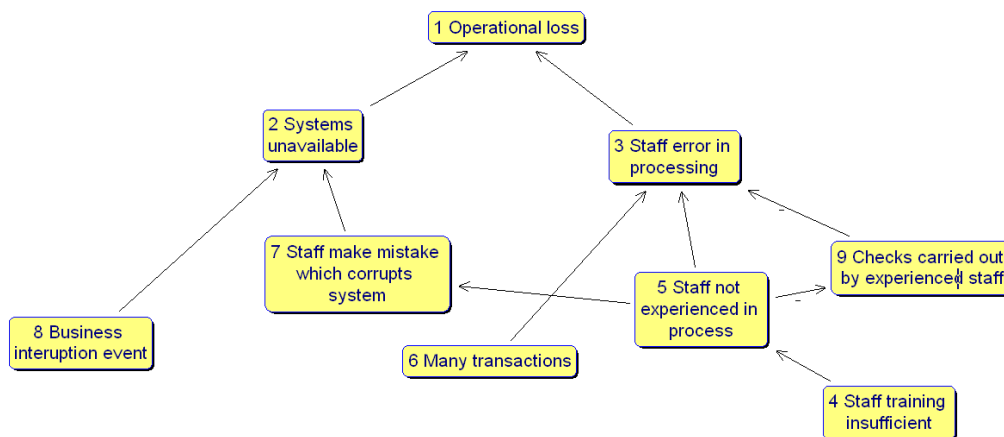 1 Operational loss
2 Systems
unavailable
3 Staff error in
processing
-
7 Staff make mistake
which corrupts
system
9 Checks carried out
by experienced staff
5 Staff not
experienced in
process
-
8 Business
interuption event
6 Many transactions
4 Staff training
insufficient